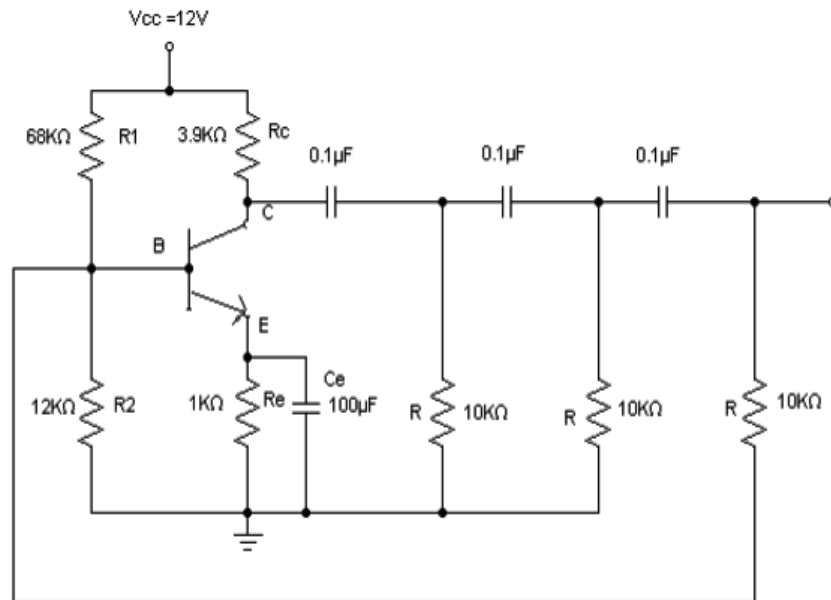 Vcc =12V
68KΩ
R1
3.9KΩ
Rc
0.1µF
0.1µF
0.1µF
C
B
E
12KΩ
R2
1KΩ
Re
Ce
100µF
R
10KΩ
R
10KΩ
R
10KΩ